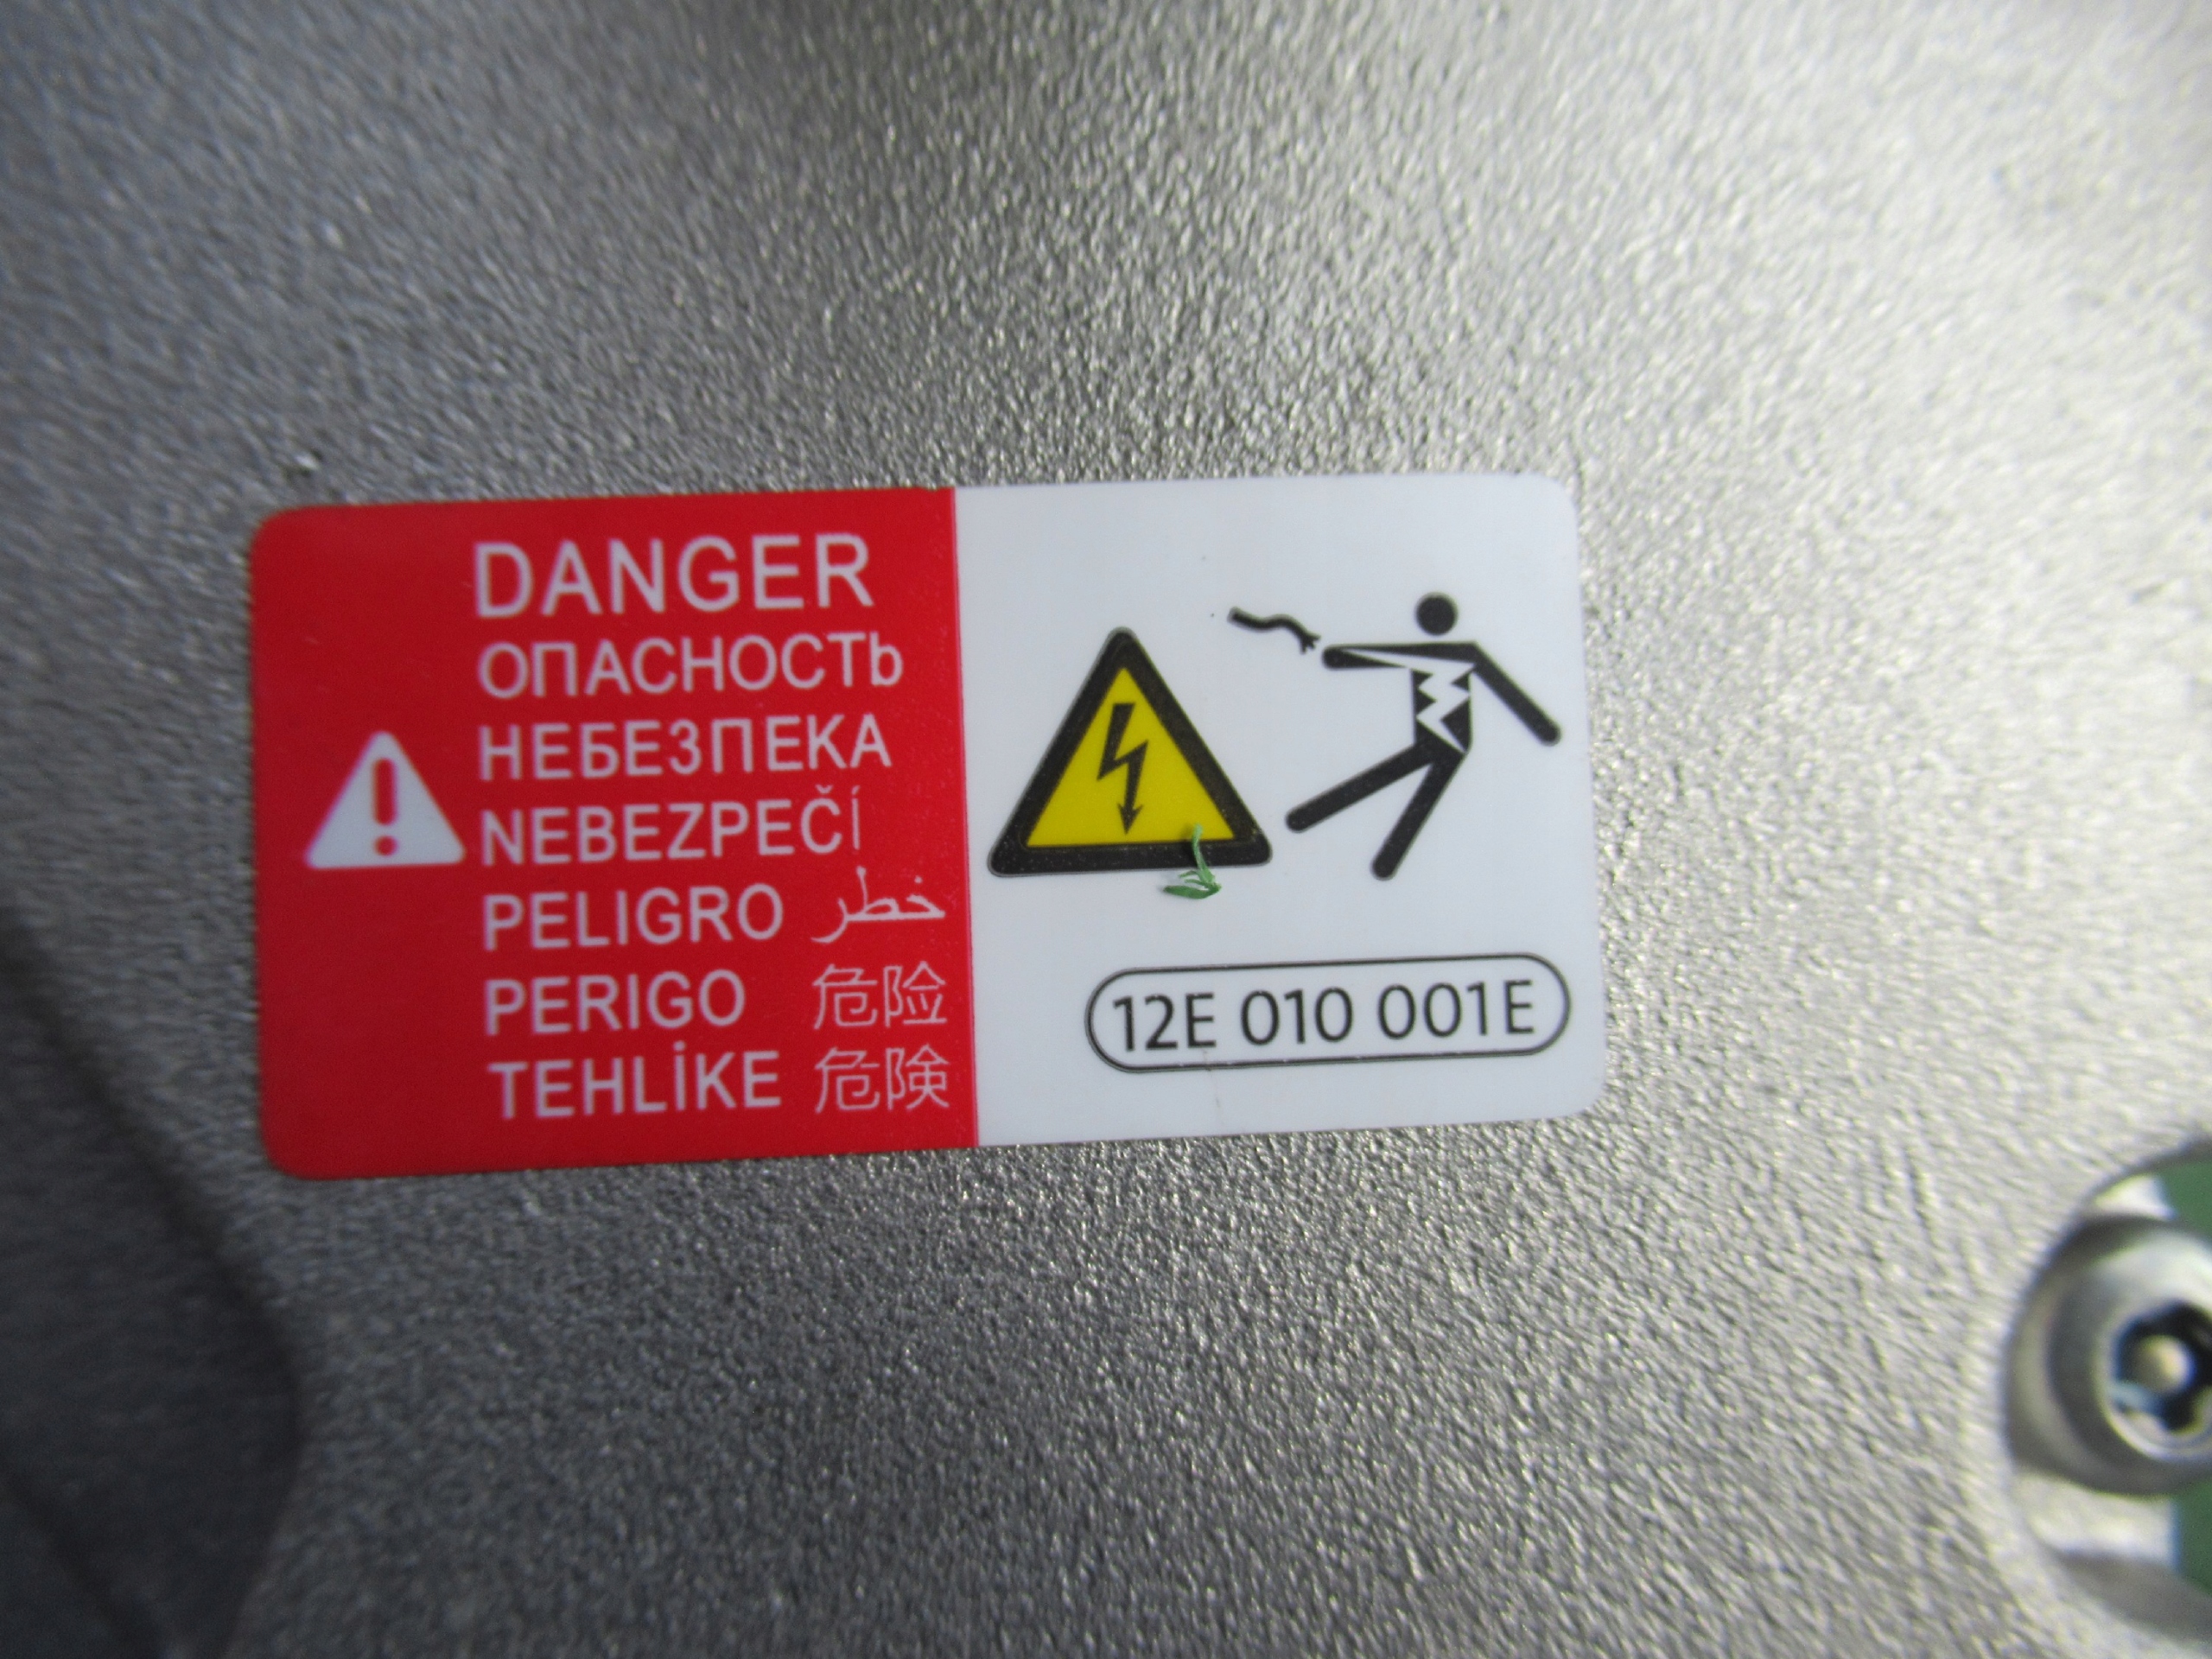 DANGER
ОПАСНОСТЬ
НЕБЕЗПЕКА
NEBEZPEČÍ
PELIGRO خطر
PERIGO 危险
TEHLİKE 危険
12E 010 001E